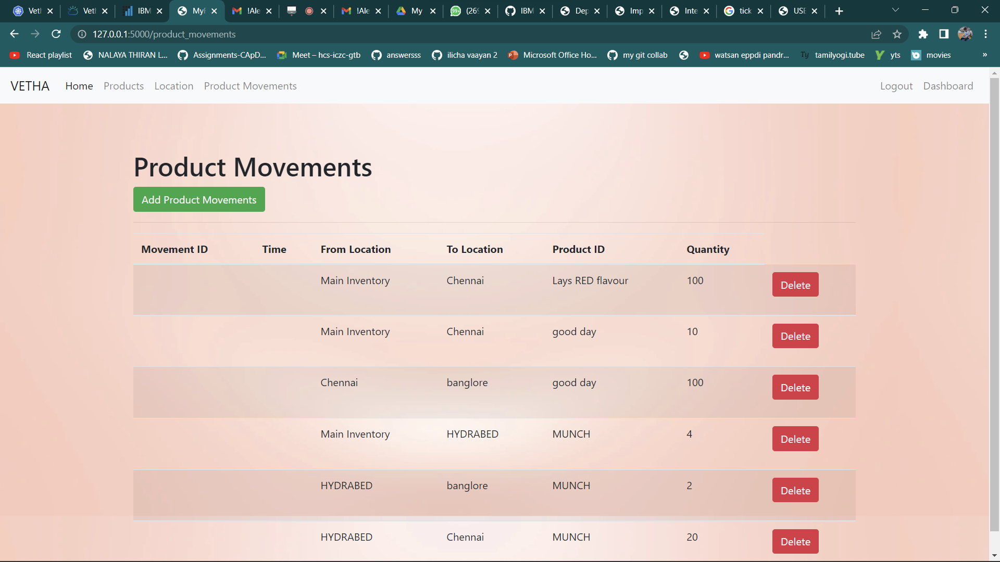 Vet Vet IBM MyF !Ale !Ale My (269 IBM Dep Imp Inte tick USE
127.0.0.1:5000/product_movements
React playlist NALAYA THIRAN L... Assignments-CApD... Meet – hcs-iczc-gtb answersss ilicha vaayan 2 Microsoft Office Ho... my git collab watsan eppdi pandr... Ty tamilyogi.tube yts movies »
VETHA Home Products Location Product Movements Logout Dashboard
Product Movements
Add Product Movements
Movement ID Time From Location To Location Product ID Quantity
Main Inventory Chennai Lays RED flavour 100 Delete
Main Inventory Chennai good day 10 Delete
Chennai banglore good day 100 Delete
Main Inventory HYDRABED MUNCH 4 Delete
HYDRABED banglore MUNCH 2 Delete
HYDRABED Chennai MUNCH 20 Delete